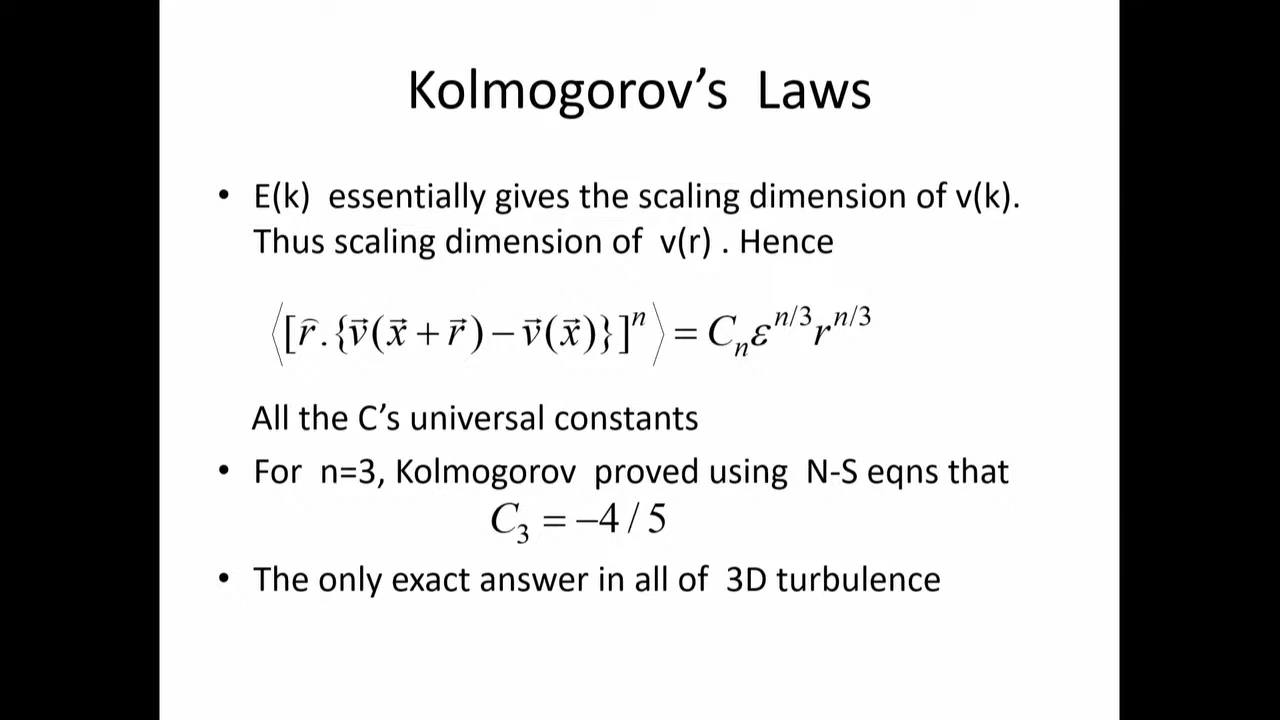 Kolmogorov’s Laws
• E(k) essentially gives the scaling dimension of v(k).
Thus scaling dimension of v(r) . Hence
⟨[r̂.{v⃗(x⃗+r⃗)−v⃗(x⃗)}]ⁿ⟩ = Cₙε^{n/3}r^{n/3}
All the C’s universal constants
• For n=3, Kolmogorov proved using N-S eqns that
C₃ = −4 / 5
• The only exact answer in all of 3D turbulence